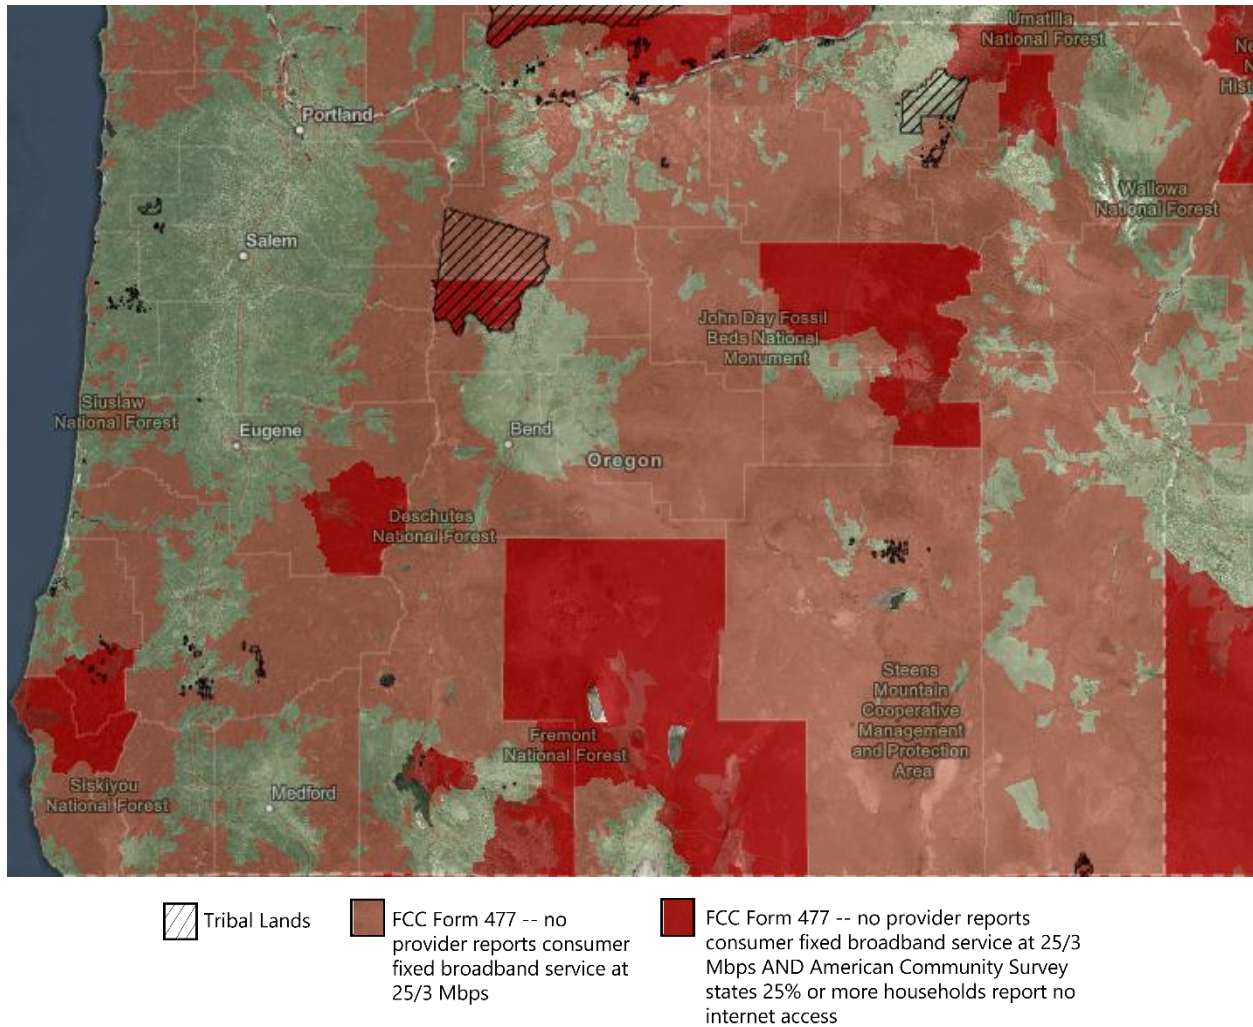 Umatilla
National Forest
Ne
N
Hist
Portland
Wallowa
National Forest
Salem
John Day Fossil
Beds National
Monument
Siuslaw
National Forest
Eugene
Bend
Oregon
Deschutes
National Forest
Steens
Mountain
Cooperative
Management
and Protection
Area
Fremont
National Forest
Siskiyou
National Forest
Medford
Tribal Lands
FCC Form 477 -- no
provider reports consumer
fixed broadband service at
25/3 Mbps
FCC Form 477 -- no provider reports
consumer fixed broadband service at 25/3
Mbps AND American Community Survey
states 25% or more households report no
internet access